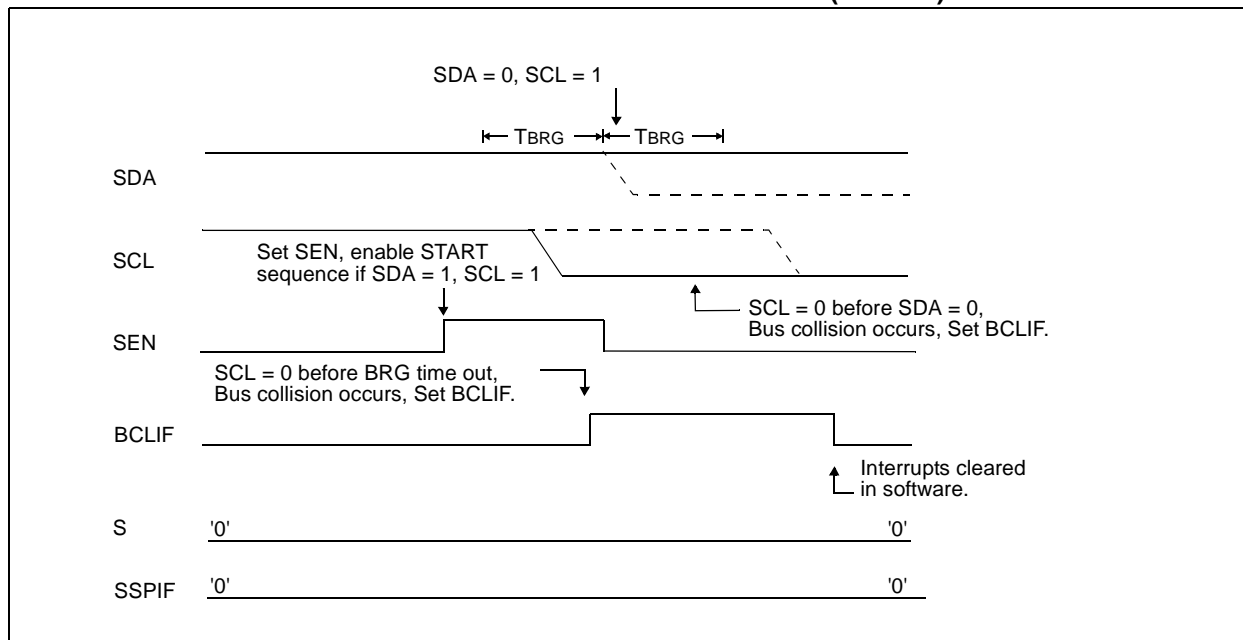 SDA = 0, SCL = 1
TBRG
TBRG
SDA
SCL
Set SEN, enable START
sequence if SDA = 1, SCL = 1
SCL = 0 before SDA = 0,
Bus collision occurs, Set BCLIF.
SEN
SCL = 0 before BRG time out,
Bus collision occurs, Set BCLIF.
BCLIF
Interrupts cleared
in software.
S
'0'
'0'
SSPIF
'0'
'0'